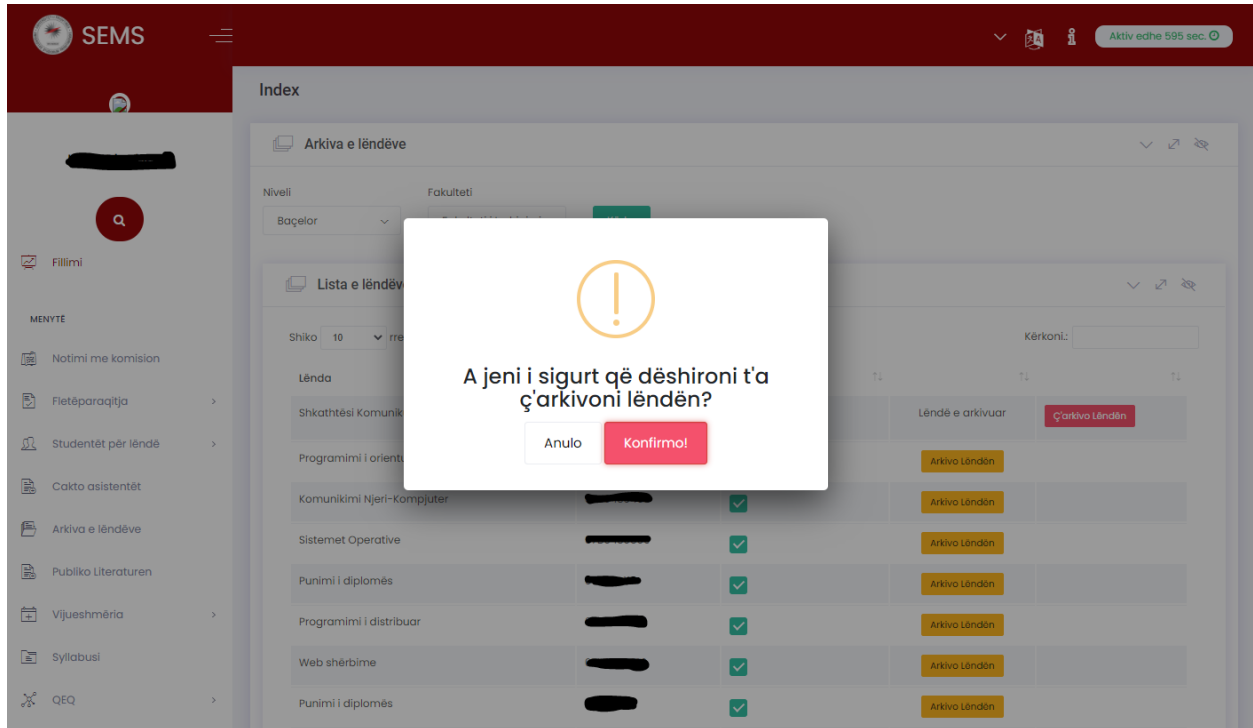 SEMS
Aktiv edhe 595 sec.
Index
Arkiva e lëndëve
Niveli
Fakulteti
Baçelor
Fillimi
Lista e lëndëv
MENYTË
Shiko 10 rre
Kërkoni.:
Notimi me komision
Lënda
A jeni i sigurt që dëshironi t'a
ç'arkivoni lëndën?
Fletëparaqitja
Shkathtësi Komunik
Lëndë e arkuvar
Ç'arkivo Lëndën
Anulo
Konfirmo!
Studentët për lëndë
Programimi i orientu
Arkivo Lëndën
Cakto asistentët
Komunikimi Njeri-Kompjuter
Arkivo Lëndën
Arkiva e lëndëve
Sistemet Operative
Arkivo Lëndën
Publiko Literaturen
Punimi i diplomës
Arkivo Lëndën
Vijueshmëria
Programimi i distribuar
Arkivo Lëndën
Syllabusi
Web shërbime
Arkivo Lëndën
QEQ
Punimi i diplomës
Arkivo Lëndën